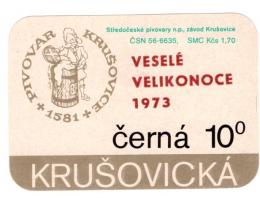 Středočeské pivovary n.p., závod Krušovice
ČSN 56-6635, SMC Kčs 1,70
PIVOVAR KRUŠOVICE
1581
VESELÉ
VELIKONOCE
1973
černá 10⁰
KRUŠOVICKÁ